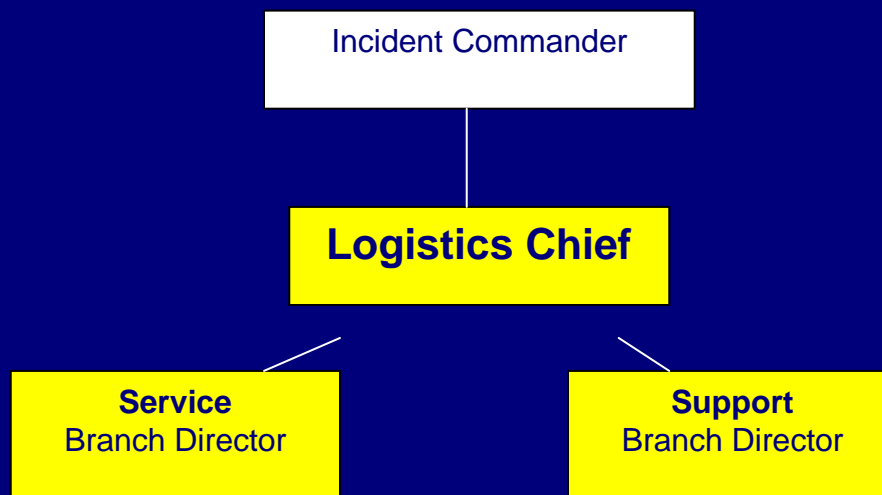 Incident Commander
Logistics Chief
Service
Branch Director
Support
Branch Director